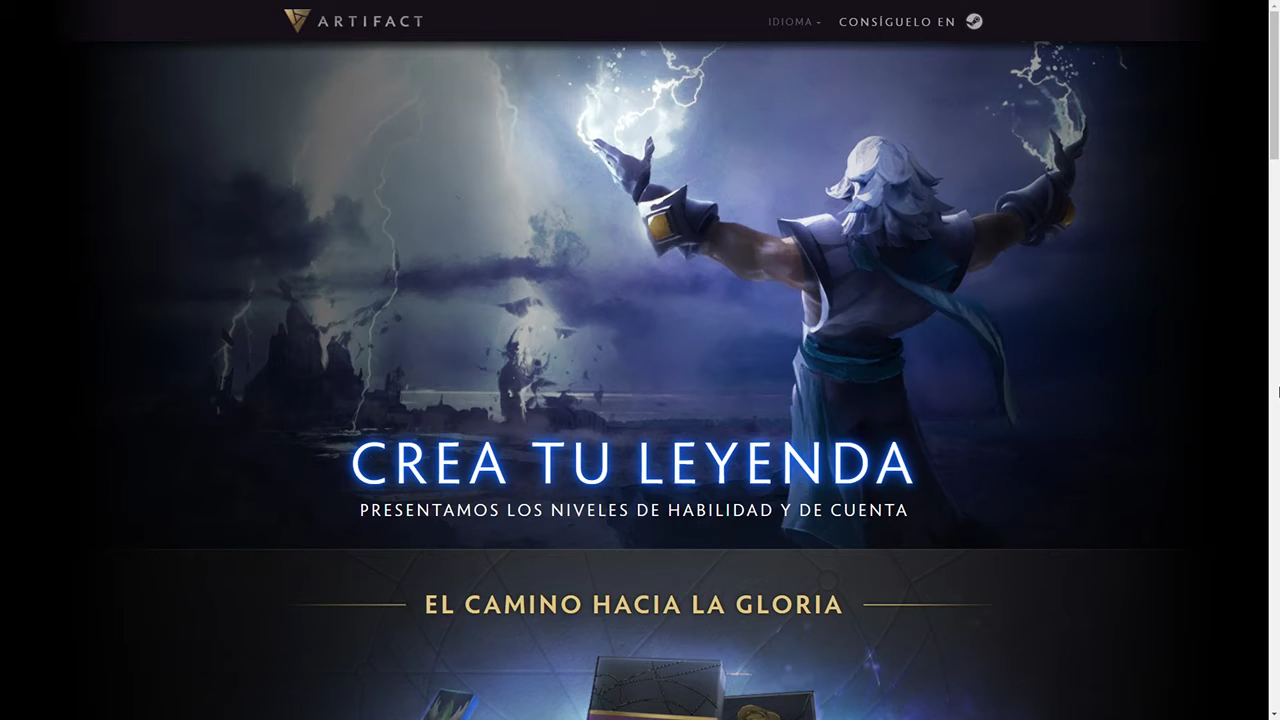 ARTIFACT
IDIOMA
CONSÍGUELO EN
CREA TU LEYENDA
PRESENTAMOS LOS NIVELES DE HABILIDAD Y DE CUENTA
EL CAMINO HACIA LA GLORIA